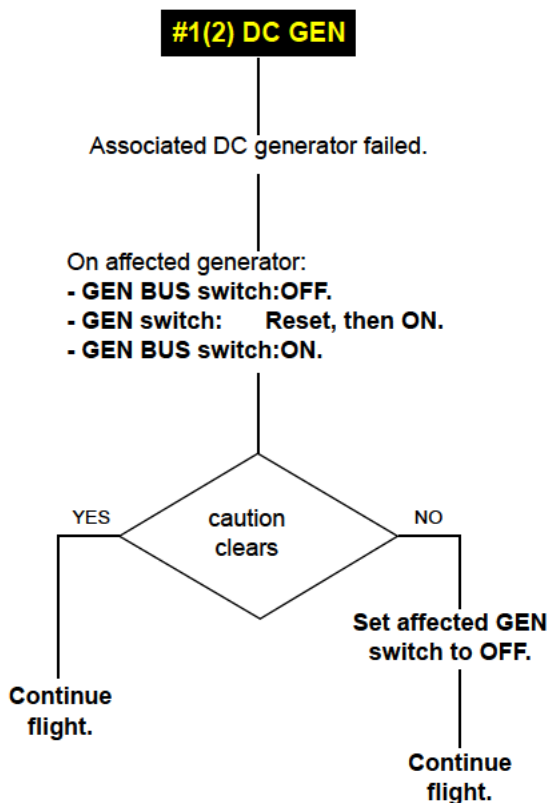 #1(2) DC GEN
Associated DC generator failed.
On affected generator:
- GEN BUS switch:OFF.
- GEN switch: Reset, then ON.
- GEN BUS switch:ON.
YES
caution
clears
NO
Set affected GEN
switch to OFF.
Continue
flight.
Continue
flight.